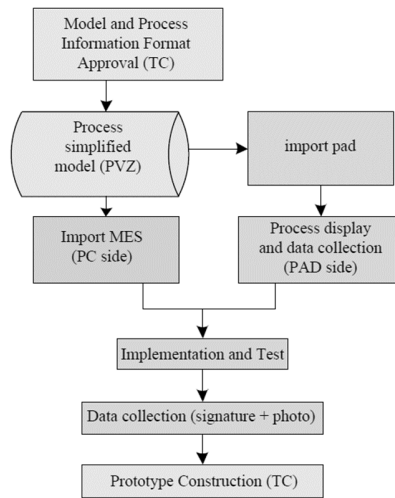 Model and Process
Information Format
Approval (TC)
Process
simplified
model (PVZ)
import pad
Import MES
(PC side)
Process display
and data collection
(PAD side)
Implementation and Test
Data collection (signature + photo)
Prototype Construction (TC)